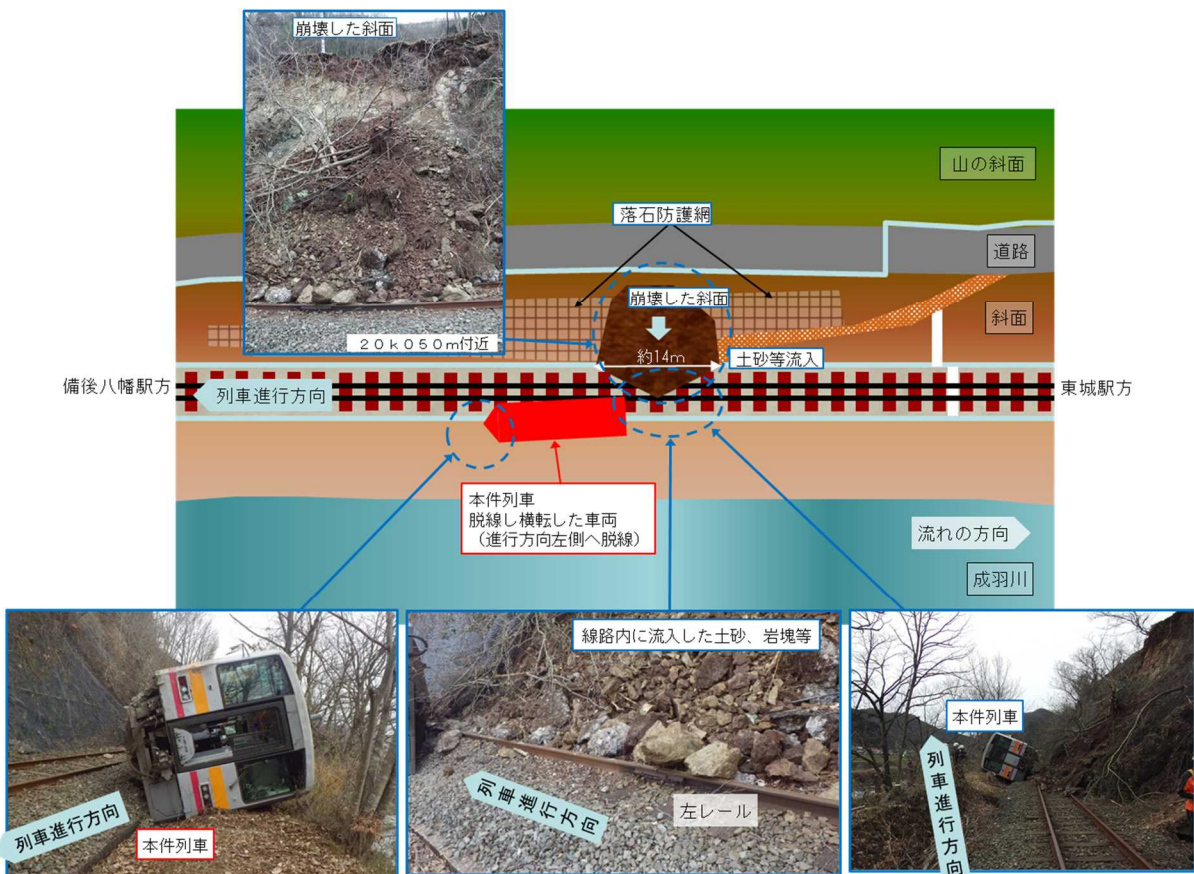 崩壊した斜面
20k050m付近
山の斜面
落石防護網
道路
崩壊した斜面
斜面
約14m
土砂等流入
備後八幡駅方
列車進行方向
東城駅方
本件列車
脱線し横転した車両
（進行方向左側へ脱線）
流れの方向
成羽川
列車進行方向
本件列車
線路内に流入した土砂、岩塊等
列車進行方向
左レール
本件列車
列車進行方向